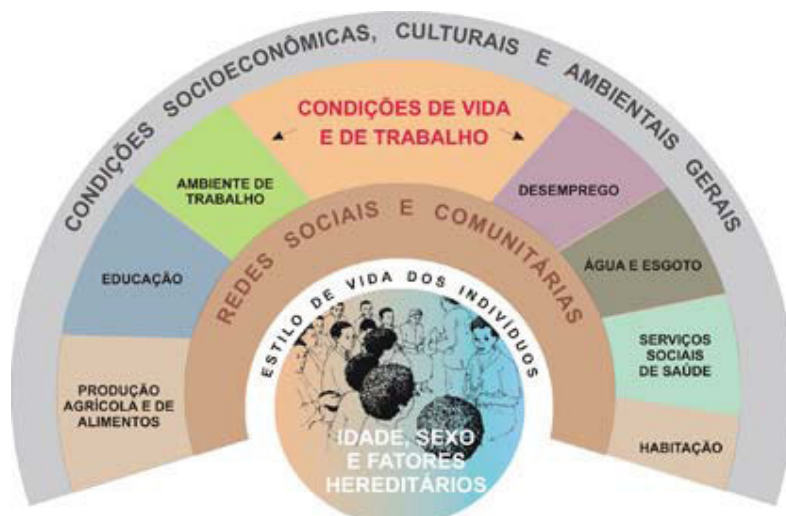 CONDIÇÕES SOCIOECONÔMICAS, CULTURAIS E AMBIENTAIS GERAIS
CONDIÇÕES DE VIDA
E DE TRABALHO
AMBIENTE DE
TRABALHO
DESEMPREGO
REDES SOCIAIS E COMUNITÁRIAS
EDUCAÇÃO
ÁGUA E ESGOTO
ESTILO DE VIDA DOS INDIVÍDUOS
PRODUÇÃO
AGRÍCOLA E DE
ALIMENTOS
SERVIÇOS
SOCIAIS
DE SAÚDE
HABITAÇÃO
IDADE, SEXO
E FATORES
HEREDITÁRIOS